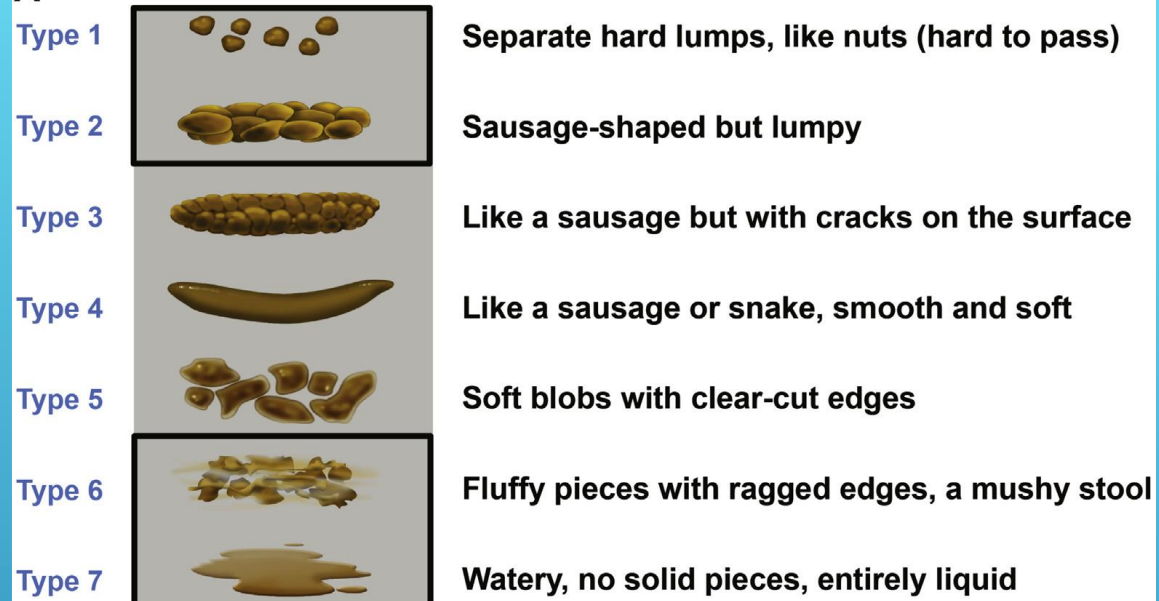 Type 1 Separate hard lumps, like nuts (hard to pass)
Type 2 Sausage-shaped but lumpy
Type 3 Like a sausage but with cracks on the surface
Type 4 Like a sausage or snake, smooth and soft
Type 5 Soft blobs with clear-cut edges
Type 6 Fluffy pieces with ragged edges, a mushy stool
Type 7 Watery, no solid pieces, entirely liquid